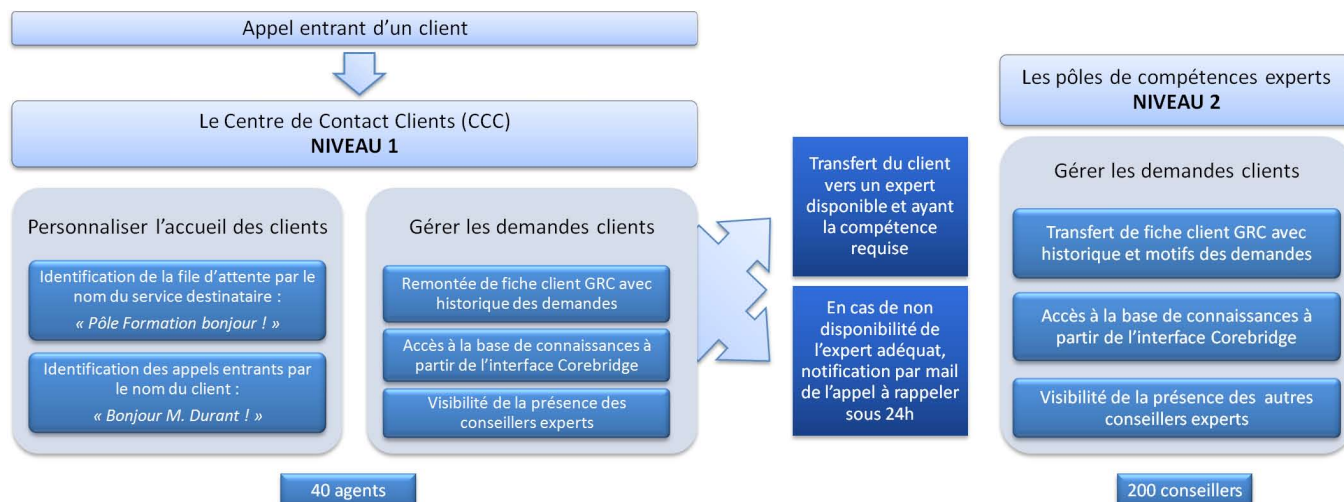 Appel entrant d'un client
Le Centre de Contact Clients (CCC)
NIVEAU 1
Personnaliser l'accueil des clients
Identification de la file d'attente par le
nom du service destinataire :
« Pôle Formation bonjour ! »
Identification des appels entrants par
le nom du client :
« Bonjour M. Durant ! »
Gérer les demandes clients
Remontée de fiche client GRC avec
historique des demandes
Accès à la base de connaissances à
partir de l'interface Corebridge
Visibilité de la présence des
conseillers experts
40 agents
Transfert du client
vers un expert
disponible et ayant
la compétence
requise
En cas de non
disponibilité de
l'expert adéquat,
notification par mail
de l'appel à rappeler
sous 24h
Les pôles de compétences experts
NIVEAU 2
Gérer les demandes clients
Transfert de fiche client GRC avec
historique et motifs des demandes
Accès à la base de connaissances à
partir de l'interface Corebridge
Visibilité de la présence des autres
conseillers experts
200 conseillers